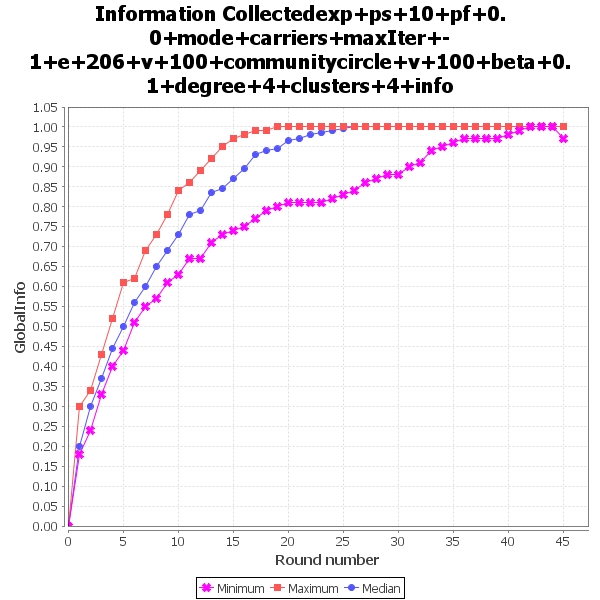 Information Collectedexp+ps+10+pf+0.
0+mode+carriers+maxIter+-
1+e+206+v+100+communitycircle+v+100+beta+0.
1+degree+4+clusters+4+info
GlobalInfo
1.05
1.00
0.95
0.90
0.85
0.80
0.75
0.70
0.65
0.60
0.55
0.50
0.45
0.40
0.35
0.30
0.25
0.20
0.15
0.10
0.05
0.00
0 5 10 15 20 25 30 35 40 45
Round number
Minimum Maximum Median